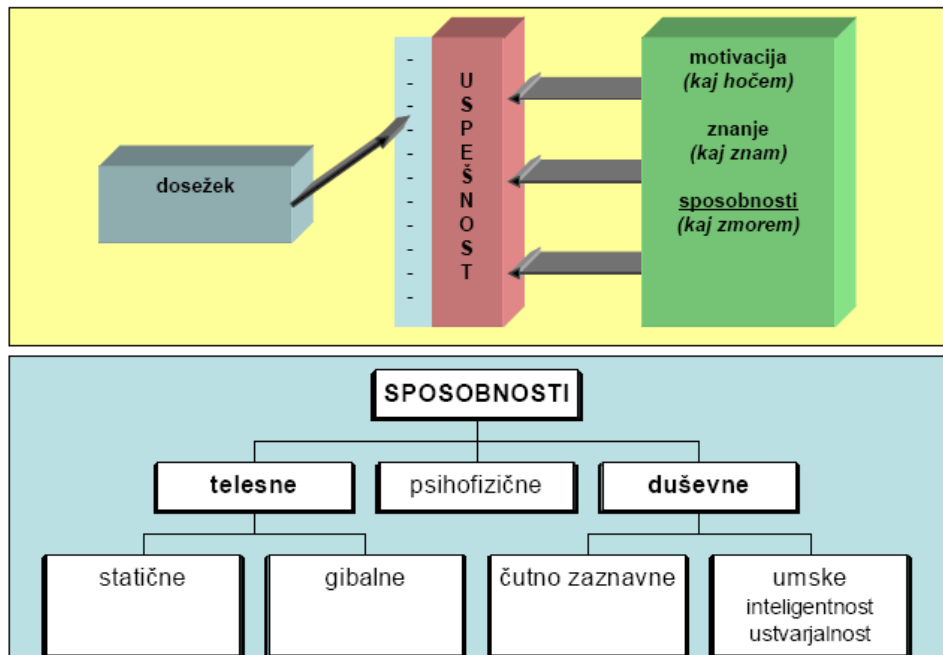 dosežek
-
-
-
-
-
-
-
-
-
-
-
U
S
P
E
Š
N
O
S
T
motivacija
(kaj hočem)
znanje
(kaj znam)
sposobnosti
(kaj zmorem)
SPOSOBNOSTI
telesne
psihofizične
duševne
statične
gibalne
čutno zaznavne
umske
inteligentnost
ustvarjalnost